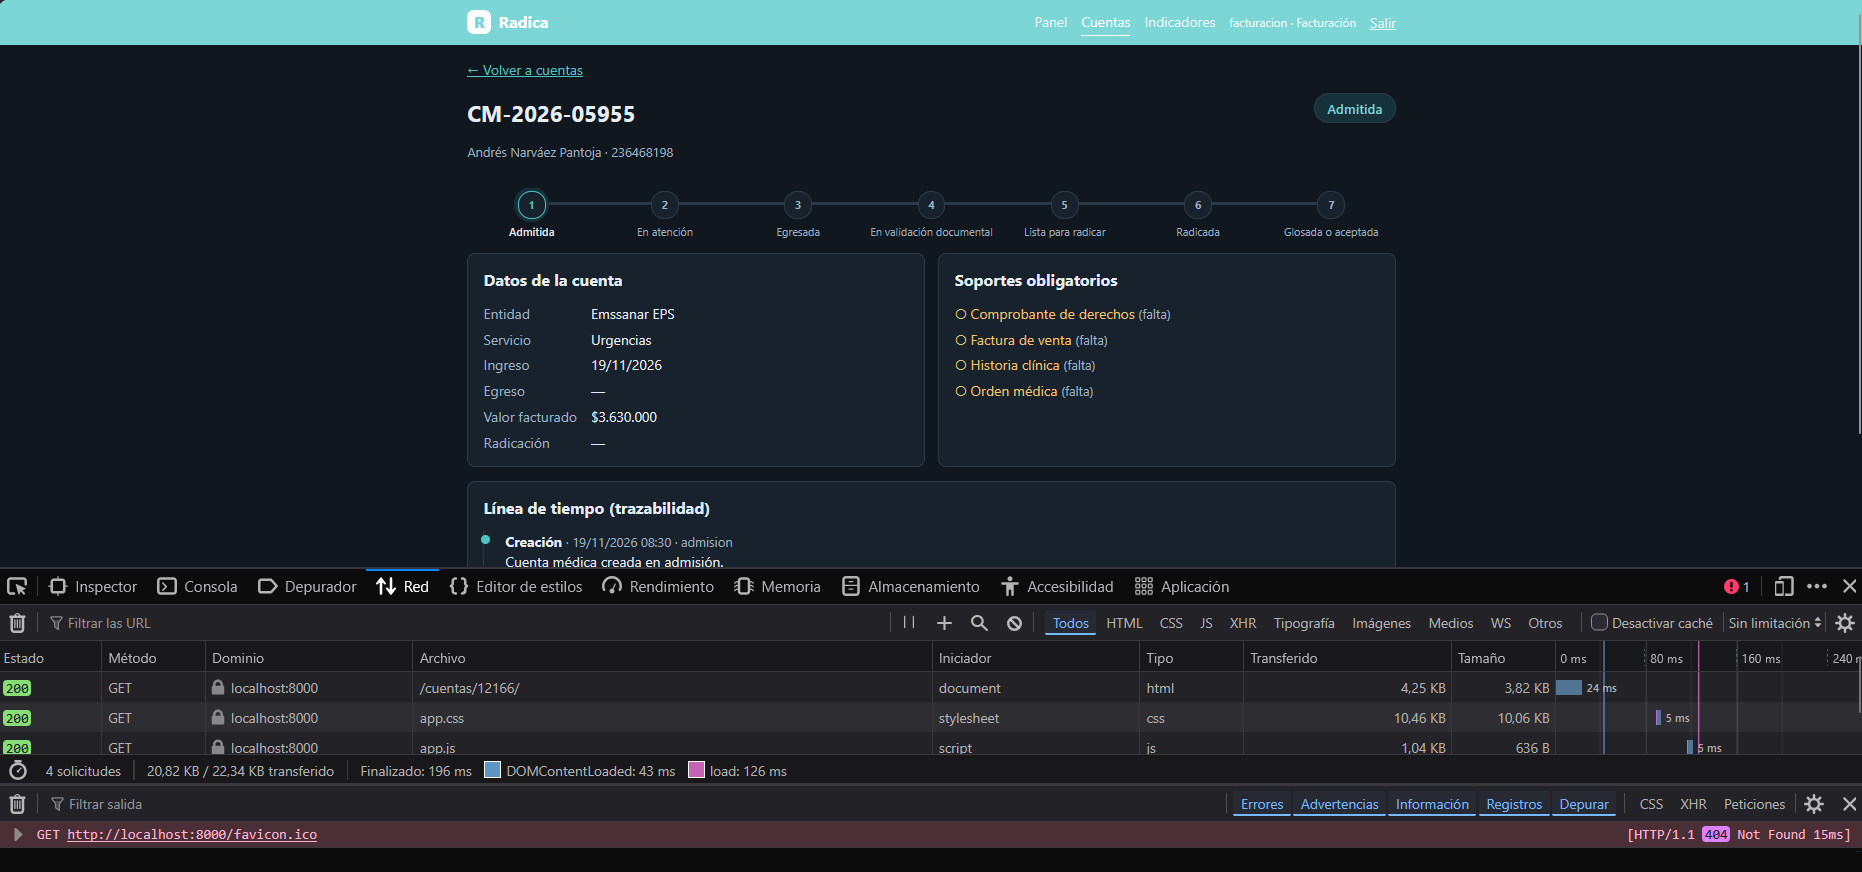 R Radica
Panel Cuentas Indicadores facturacion · Facturación Salir
← Volver a cuentas
CM-2026-05955
Admitida
Andrés Narváez Pantoja · 236468198
1 2 3 4 5 6 7
Admitida En atención Egresada En validación documental Lista para radicar Radicada Glosada o aceptada
Datos de la cuenta
Entidad Emssanar EPS
Servicio Urgencias
Ingreso 19/11/2026
Egreso —
Valor facturado $3.630.000
Radicación —
Soportes obligatorios
Comprobante de derechos (falta)
Factura de venta (falta)
Historia clínica (falta)
Orden médica (falta)
Línea de tiempo (trazabilidad)
Creación · 19/11/2026 08:30 · admision
Cuenta médica creada en admisión.
Inspector Consola Depurador Red Editor de estilos Rendimiento Memoria Almacenamiento Accesibilidad Aplicación 1
Filtrar las URL Todos HTML CSS JS XHR Tipografía Imágenes Medios WS Otros Desactivar caché Sin limitación
Estado Método Dominio Archivo Iniciador Tipo Transferido Tamaño 0 ms 80 ms 160 ms 240 m
200 GET localhost:8000 /cuentas/12166/ document html 4,25 KB 3,82 KB 24 ms
200 GET localhost:8000 app.css stylesheet css 10,46 KB 10,06 KB 5 ms
200 GET localhost:8000 app.js script js 1,04 KB 636 B 5 ms
4 solicitudes 20,82 KB / 22,34 KB transferido Finalizado: 196 ms DOMContentLoaded: 43 ms load: 126 ms
Filtrar salida Errores Advertencias Información Registros Depurar CSS XHR Peticiones
GET http://localhost:8000/favicon.ico [HTTP/1.1 404 Not Found 15ms]